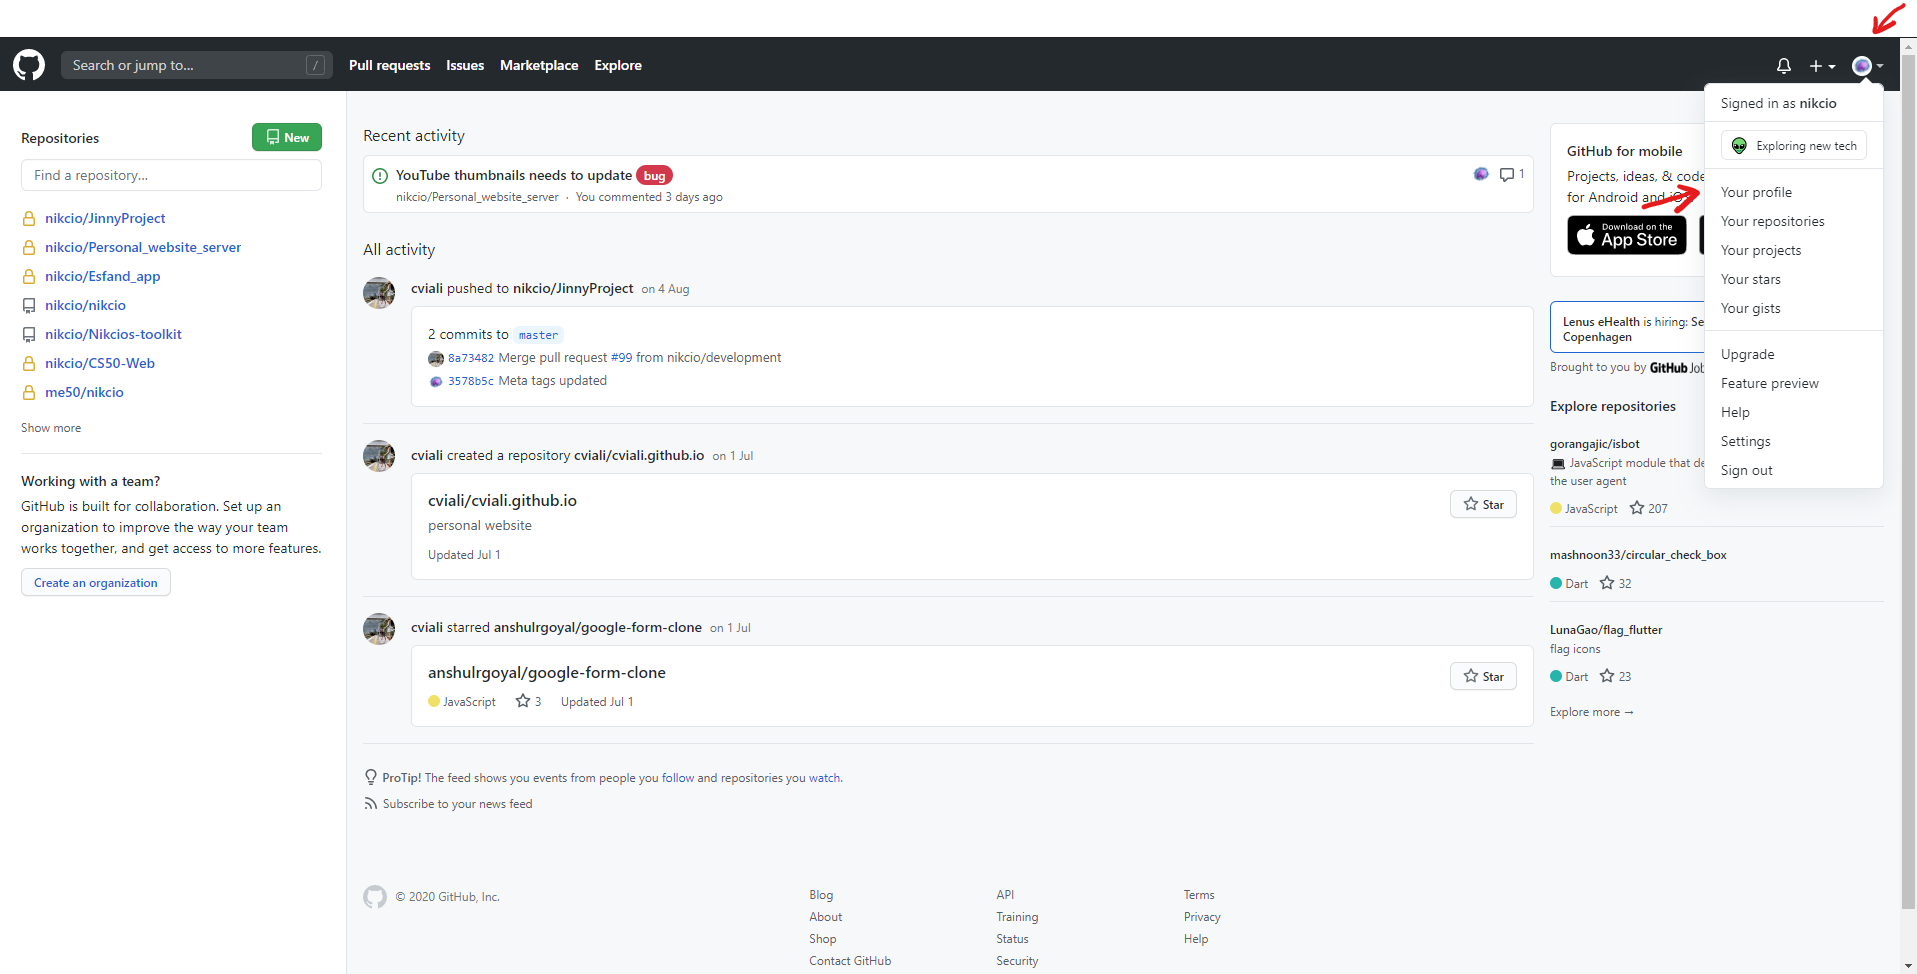 Search or jump to...
/
Pull requests
Issues
Marketplace
Explore
Repositories
New
Find a repository...
nikcio/JinnyProject
nikcio/Personal_website_server
nikcio/Esfand_app
nikcio/nikcio
nikcio/Nikcios-toolkit
nikcio/CS50-Web
me50/nikcio
Show more
Working with a team?
GitHub is built for collaboration. Set up an
organization to improve the way your team
works together, and get access to more features.
Create an organization
Recent activity
YouTube thumbnails needs to update bug
1
nikcio/Personal_website_server · You commented 3 days ago
All activity
cviali pushed to nikcio/JinnyProject on 4 Aug
2 commits to master
8a73482 Merge pull request #99 from nikcio/development
3578b5c Meta tags updated
cviali created a repository cviali/cviali.github.io on 1 Jul
cviali/cviali.github.io
Star
personal website
Updated Jul 1
cviali starred anshulrgoyal/google-form-clone on 1 Jul
anshulrgoyal/google-form-clone
Star
JavaScript 3 Updated Jul 1
ProTip! The feed shows you events from people you follow and repositories you watch.
Subscribe to your news feed
GitHub for mobile
Projects, ideas, & code
for Android and
Download on the
App Store
Lenus eHealth is hiring: Se
Copenhagen
Brought to you by GitHub Job
Explore repositories
gorangajic/isbot
JavaScript module that de
the user agent
JavaScript 207
mashnoon33/circular_check_box
Dart 32
LunaGao/flag_flutter
flag icons
Dart 23
Explore more →
Signed in as nikcio
Exploring new tech
Your profile
Your repositories
Your projects
Your stars
Your gists
Upgrade
Feature preview
Help
Settings
Sign out
© 2020 GitHub, Inc.
Blog
About
Shop
Contact GitHub
API
Training
Status
Security
Terms
Privacy
Help